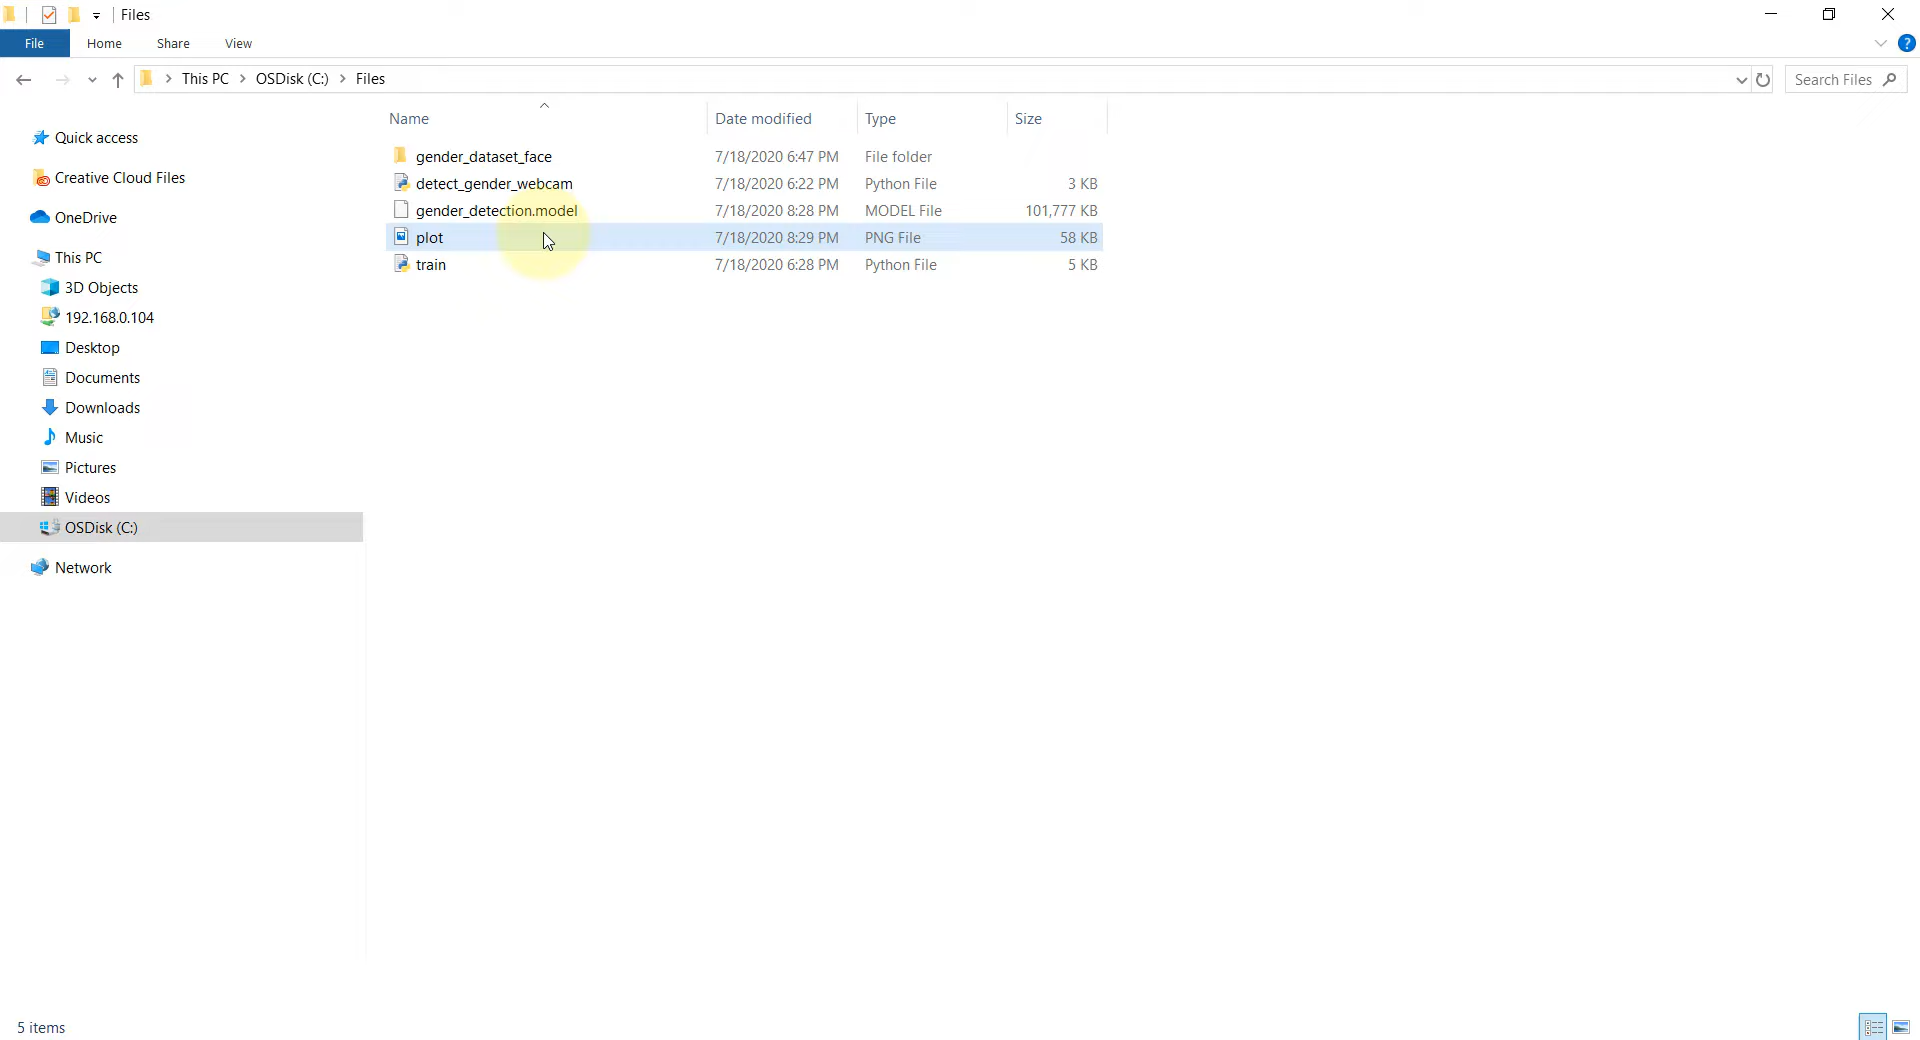 Files
File Home Share View
This PC OSDisk (C:) Files
Search Files
Name Date modified Type Size
gender_dataset_face 7/18/2020 6:47 PM File folder
detect_gender_webcam 7/18/2020 6:22 PM Python File 3 KB
gender_detection.model 7/18/2020 8:28 PM MODEL File 101,777 KB
plot 7/18/2020 8:29 PM PNG File 58 KB
train 7/18/2020 6:28 PM Python File 5 KB
Quick access
Creative Cloud Files
OneDrive
This PC
3D Objects
192.168.0.104
Desktop
Documents
Downloads
Music
Pictures
Videos
OSDisk (C:)
Network
5 items